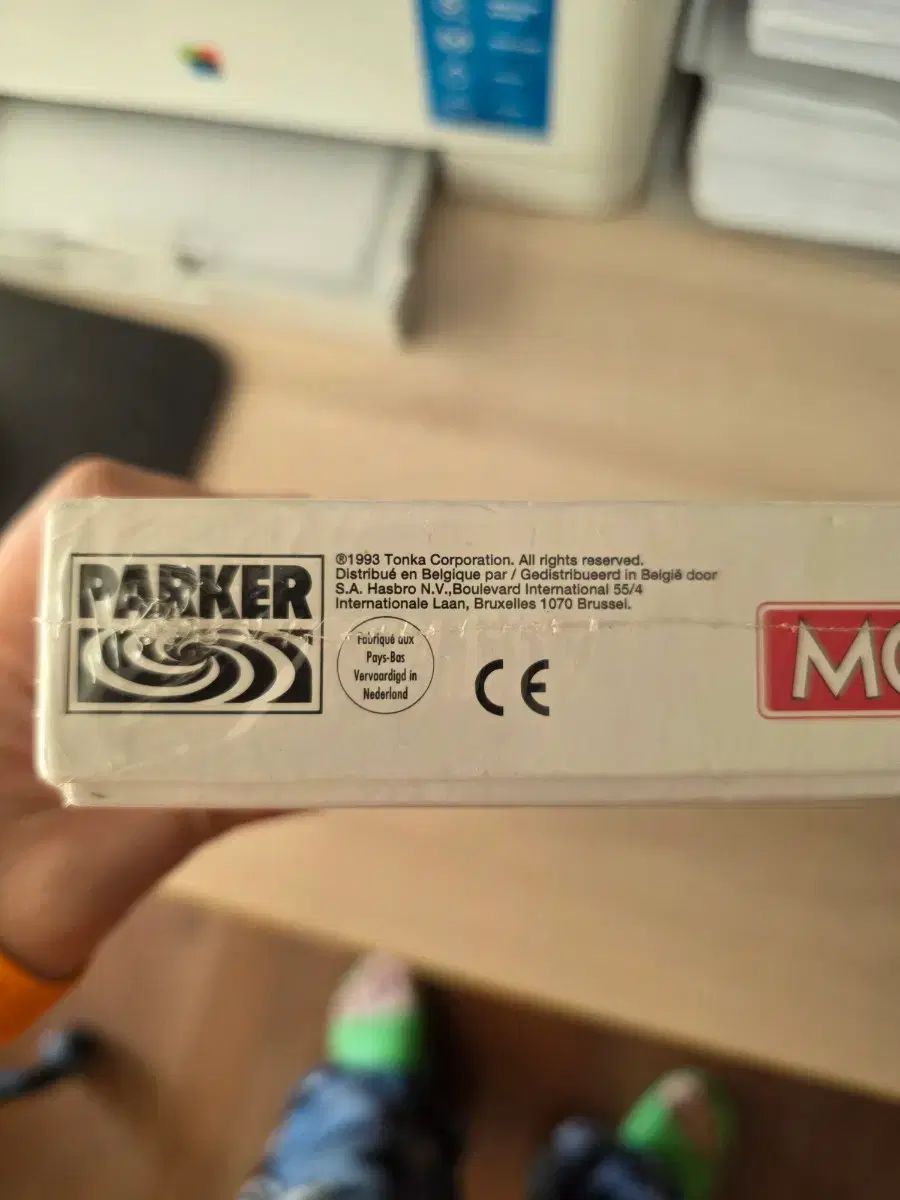 PARKER
®1993 Tonka Corporation. All rights reserved.
Distribué en Belgique par / Gedistribueerd in België door
S.A. Hasbro N.V.,Boulevard International 55/4
Internationale Laan, Bruxelles 1070 Brussel.
Fabriqué aux
Pays-Bas
Vervaardigd in
Nederland
CE
MO